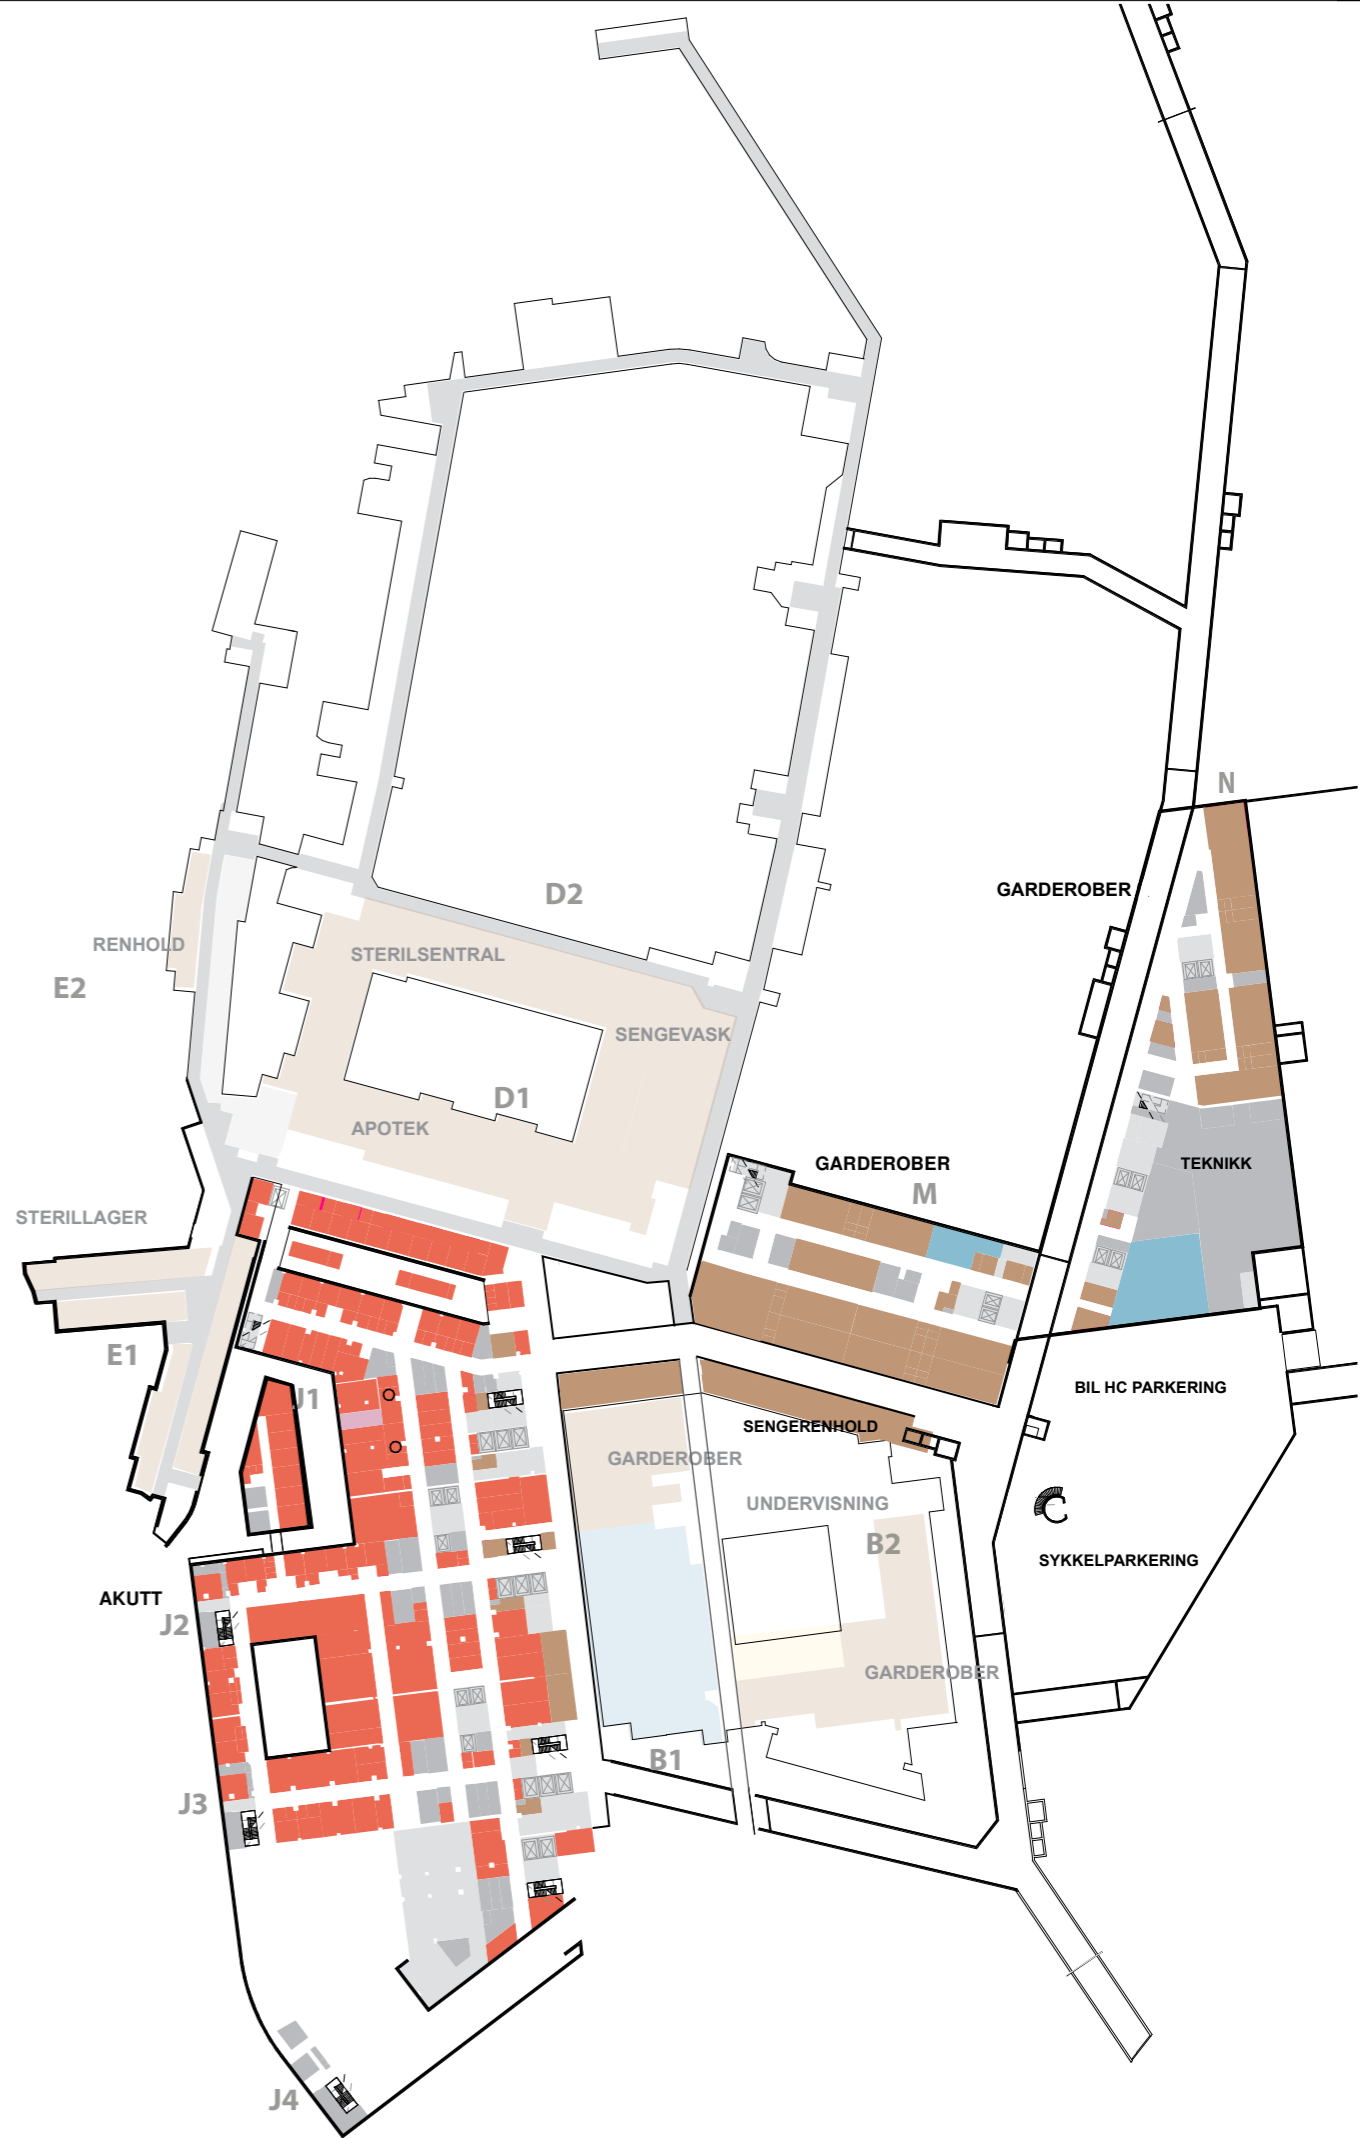 N
GARDEROBER
D2
RENHOLD
STERILSENTRAL
E2
SENGEVASK
D1
APOTEK
GARDEROBER
TEKNIKK
M
STERILLAGER
E1
BIL HC PARKERING
J1
SENGERENHOLD
GARDEROBER
UNDERVISNING
B2
SYKKELPARKERING
AKUTT
J2
GARDEROBER
B1
J3
J4